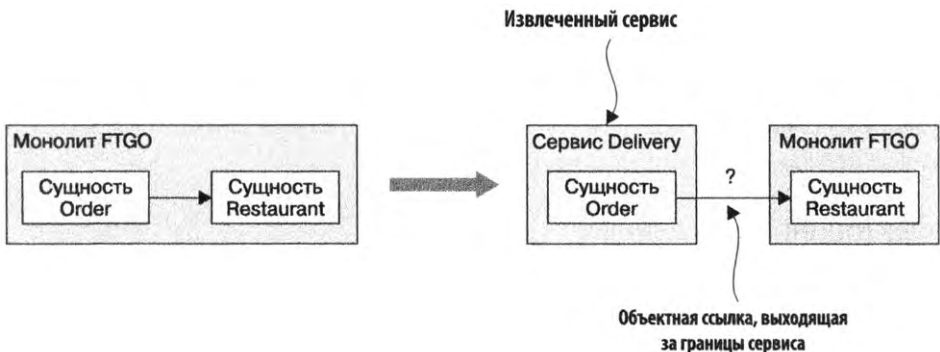 Извлеченный сервис
Монолит FTGO
Сущность
Order
Сущность
Restaurant
Сервис Delivery
Сущность
Order
?
Монолит FTGO
Сущность
Restaurant
Объектная ссылка, выходящая
за границы сервиса